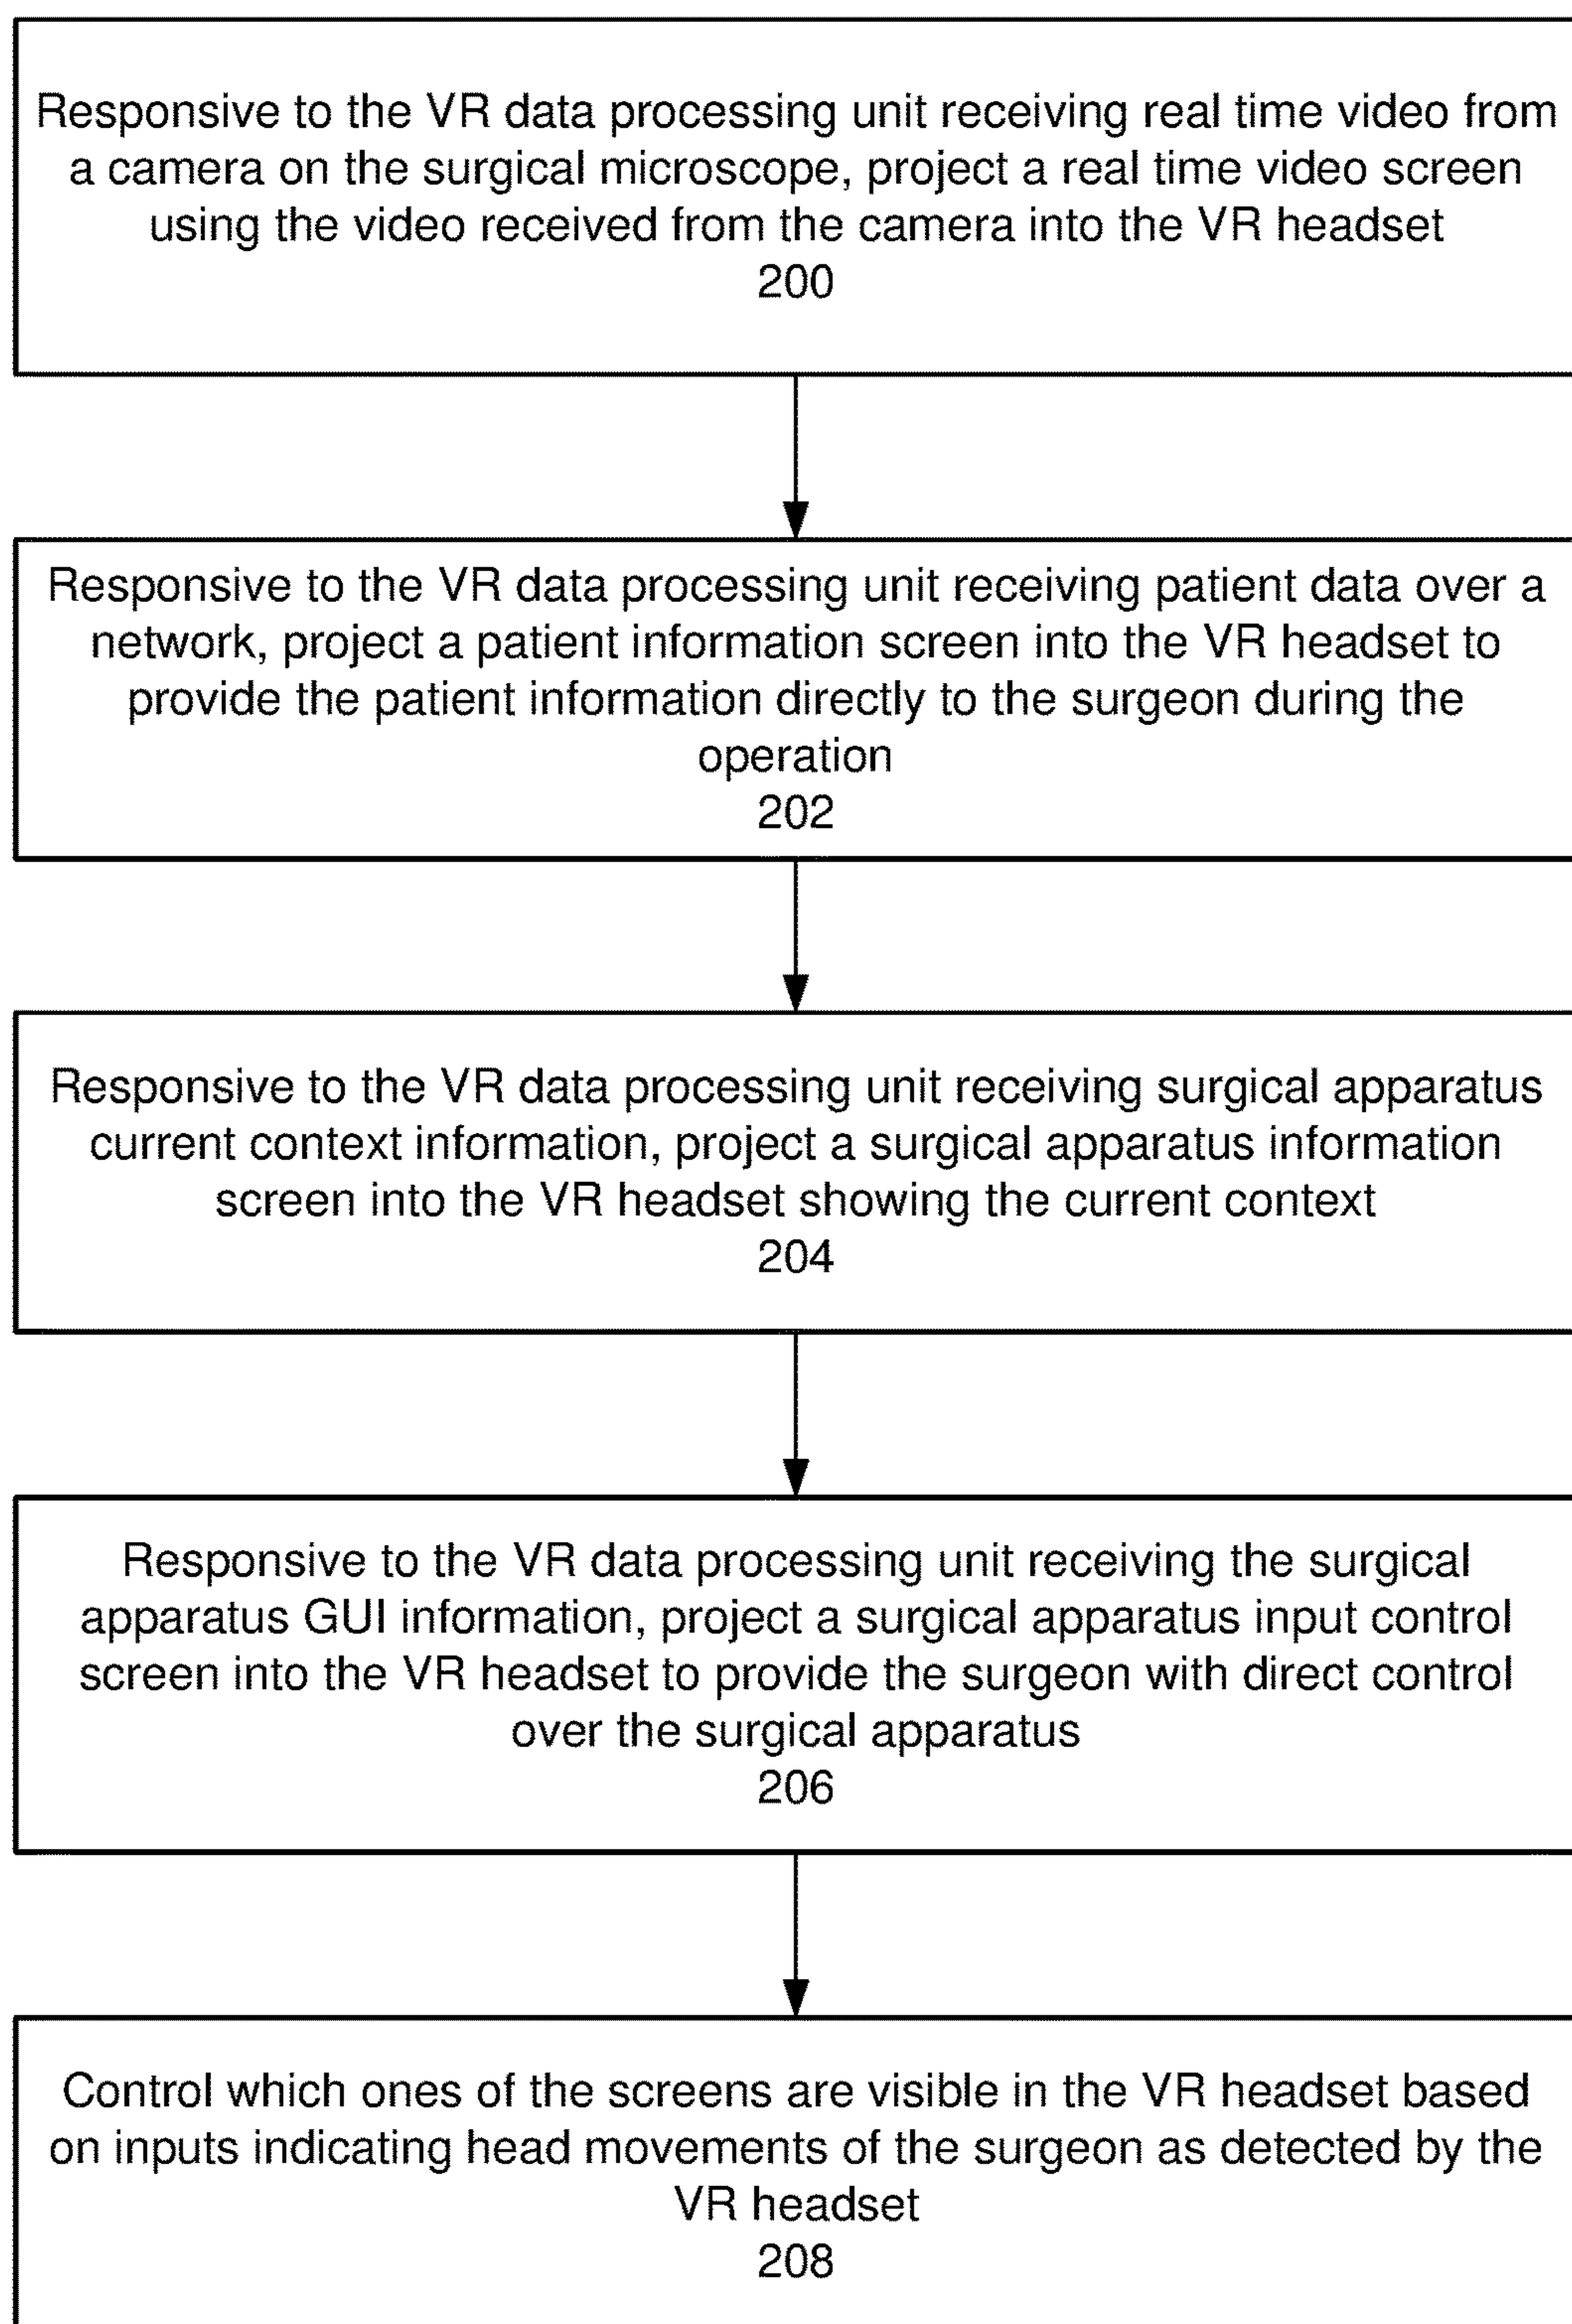 Responsive to the VR data processing unit receiving real time video from
a camera on the surgical microscope, project a real time video screen
using the video received from the camera into the VR headset
200
Responsive to the VR data processing unit receiving patient data over a
network, project a patient information screen into the VR headset to
provide the patient information directly to the surgeon during the
operation
202
Responsive to the VR data processing unit receiving surgical apparatus
current context information, project a surgical apparatus information
screen into the VR headset showing the current context
204
Responsive to the VR data processing unit receiving the surgical
apparatus GUI information, project a surgical apparatus input control
screen into the VR headset to provide the surgeon with direct control
over the surgical apparatus
206
Control which ones of the screens are visible in the VR headset based
on inputs indicating head movements of the surgeon as detected by the
VR headset
208